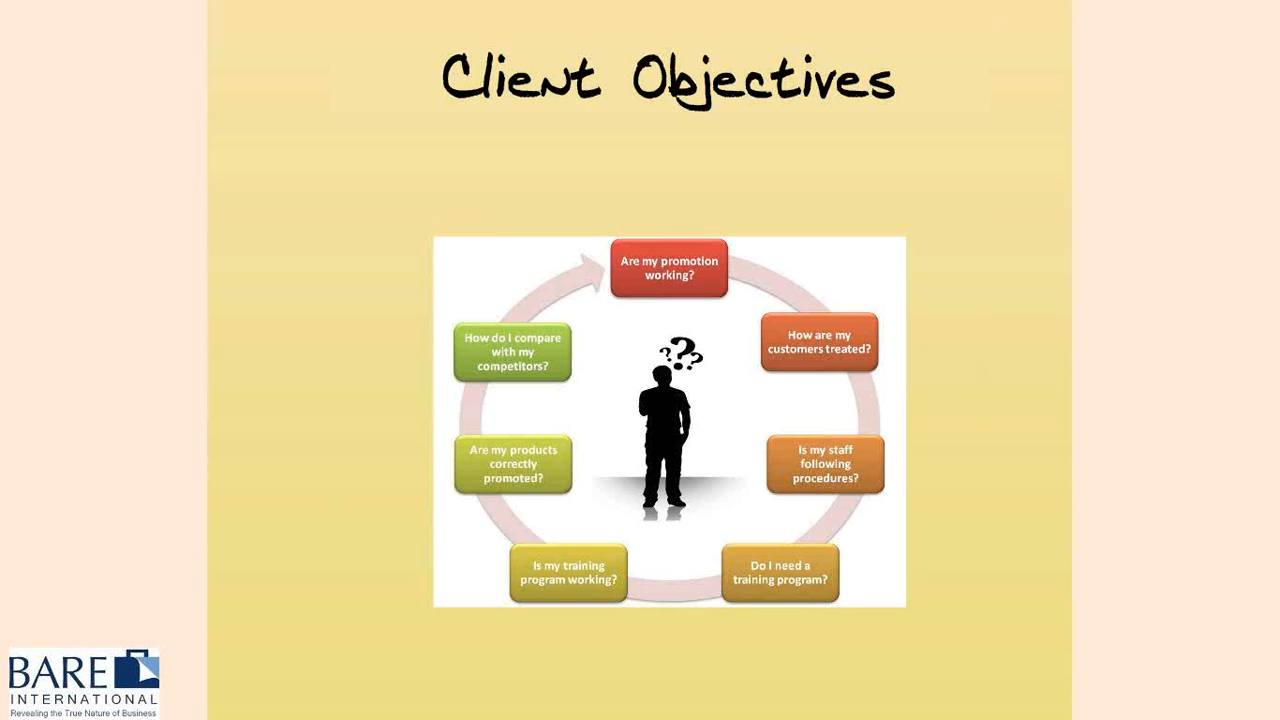 Client Objectives
Are my promotion
working?
How are my
customers treated?
Is my staff
following
procedures?
Do I need a
training program?
Is my training
program working?
Are my products
correctly
promoted?
How do I compare
with my
competitors?
???
BARE
INTERNATIONAL
Revealing the True Nature of Business